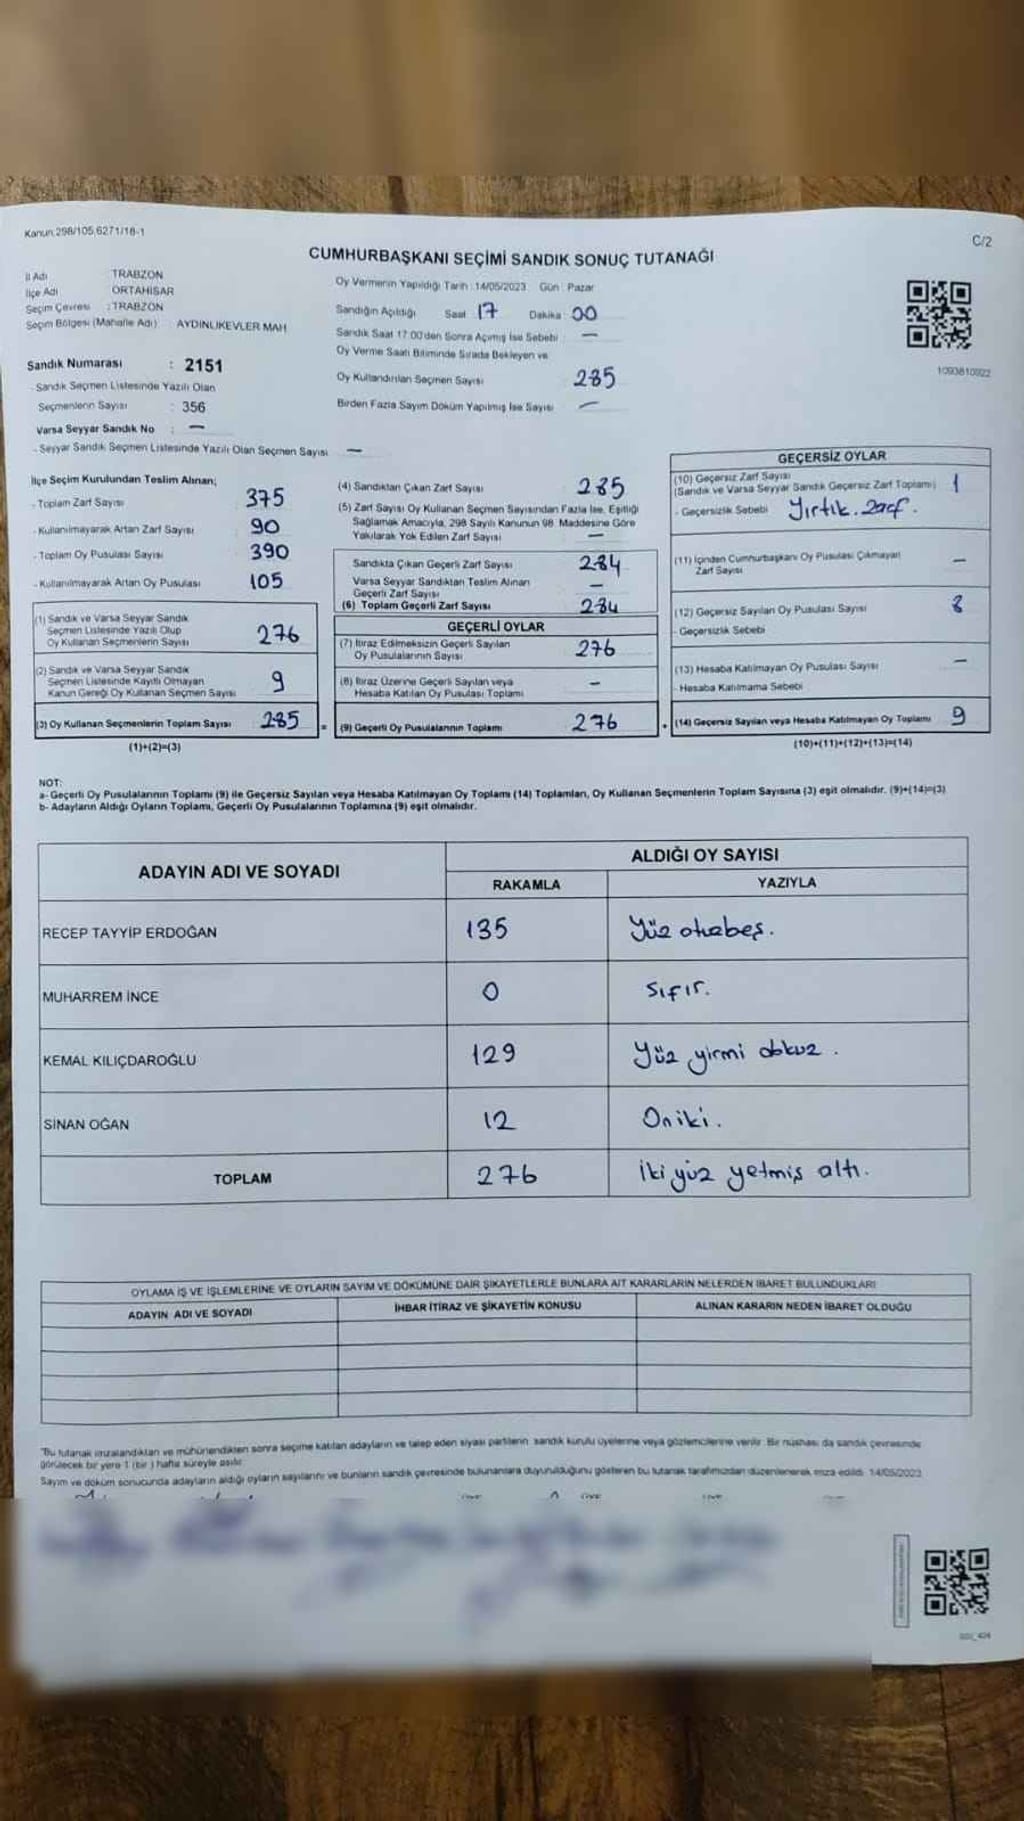 Kanun 298/105,6271/18-1
C/2
CUMHURBAŞKANI SEÇİMİ SANDIK SONUÇ TUTANAĞI
İl Adı TRABZON
İlçe Adı ORTAHİSAR
Seçim Çevresi : TRABZON
Seçim Bölgesi (Mahalle Adı) AYDINLIKEVLER MAH
Oy Vermenin Yapıldığı Tarih : 14/05/2023 Gün : Pazar
Sandığın Açıldığı Saat 17 Dakika 00
Sandık Saat 17:00'den Sonra Açmış İse Sebebi : —
Oy Verme Saati Bitiminde Sırada Bekleyen ve
Oy Kullandırılan Seçmen Sayısı 285
Birden Fazla Sayım Döküm Yapılmış İse Sayısı —
1093810922
Sandık Numarası : 2151
- Sandık Seçmen Listesinde Yazılı Olan
Seçmenlerin Sayısı : 356
Varsa Seyyar Sandık No : —
- Seyyar Sandık Seçmen Listesinde Yazılı Olan Seçmen Sayısı —
İlçe Seçim Kurulundan Teslim Alınan;
- Toplam Zarf Sayısı 375
- Kullanılmayarak Artan Zarf Sayısı 90
- Toplam Oy Pusulası Sayısı 390
- Kullanılmayarak Artan Oy Pusulası 105
(1) Sandık ve Varsa Seyyar Sandık
Seçmen Listesinde Yazılı Olup
Oy Kullanan Seçmenlerin Sayısı 276
(2) Sandık ve Varsa Seyyar Sandık
Seçmen Listesinde Kayıtlı Olmayan
Kanun Gereği Oy Kullanan Seçmen Sayısı 9
(3) Oy Kullanan Seçmenlerin Toplam Sayısı 285
(1)+(2)=(3)
(4) Sandıktan Çıkan Zarf Sayısı 285
(5) Zarf Sayısı Oy Kullanan Seçmen Sayısından Fazla İse, Eşitliği
Sağlamak Amacıyla, 298 Sayılı Kanunun 98. Maddesine Göre
Yakılarak Yok Edilen Zarf Sayısı —
Sandıkta Çıkan Geçerli Zarf Sayısı 284
Varsa Seyyar Sandıktan Teslim Alınan
Geçerli Zarf Sayısı —
(6) Toplam Geçerli Zarf Sayısı 284
GEÇERLİ OYLAR
(7) İtiraz Edilmeksizin Geçerli Sayılan
Oy Pusulalarının Sayısı 276
(8) İtiraz Üzerine Geçerli Sayılan veya
Hesaba Katılan Oy Pusulası Toplamı —
= (9) Geçerli Oy Pusulalarının Toplamı 276
GEÇERSİZ OYLAR
(10) Geçersiz Zarf Sayısı
(Sandık ve Varsa Seyyar Sandık Geçersiz Zarf Toplamı) 1
- Geçersizlik Sebebi Yırtık zarf.
(11) İçinden Cumhurbaşkanı Oy Pusulası Çıkmayan
Zarf Sayısı —
(12) Geçersiz Sayılan Oy Pusulası Sayısı 8
- Geçersizlik Sebebi
(13) Hesaba Katılmayan Oy Pusulası Sayısı —
- Hesaba Katılmama Sebebi
+ (14) Geçersiz Sayılan veya Hesaba Katılmayan Oy Toplamı 9
(10)+(11)+(12)+(13)=(14)
NOT:
a- Geçerli Oy Pusulalarının Toplamı (9) ile Geçersiz Sayılan veya Hesaba Katılmayan Oy Toplamı (14) Toplamları, Oy Kullanan Seçmenlerin Toplam Sayısına (3) eşit olmalıdır. (9)+(14)=(3)
b- Adayların Aldığı Oyların Toplamı, Geçerli Oy Pusulalarının Toplamına (9) eşit olmalıdır.
ADAYIN ADI VE SOYADI
ALDIĞI OY SAYISI
RAKAMLA YAZIYLA
RECEP TAYYİP ERDOĞAN 135 Yüz otuzbeş.
MUHARREM İNCE 0 Sıfır.
KEMAL KILIÇDAROĞLU 129 Yüz yirmi dokuz.
SİNAN OĞAN 12 Oniki.
TOPLAM 276 İki yüz yetmiş altı.
OYLAMA İŞ VE İŞLEMLERİNE VE OYLARIN SAYIM VE DÖKÜMÜNE DAİR ŞİKAYETLERLE BUNLARA AİT KARARLARIN NELERDEN İBARET BULUNDUKLARI
ADAYIN ADI VE SOYADI İHBAR İTİRAZ VE ŞİKAYETİN KONUSU ALINAN KARARIN NEDEN İBARET OLDUĞU
"Bu tutanak imzalandıktan ve mühürlendikten sonra seçime katılan adayların ve talep eden siyasi partilerin sandık kurulu üyelerine veya gözlemcilerine verilir. Bir nüshası da sandık çevresinde
görülecek bir yere 1 (bir) hafta süreyle asılır.
Sayım ve döküm sonucunda adayların aldığı oyların sayılarını ve bunların sandık çevresinde bulunanlara duyurulduğunu gösteren bu tutanak tarafımızdan düzenlenerek imza edildi. 14/05/2023